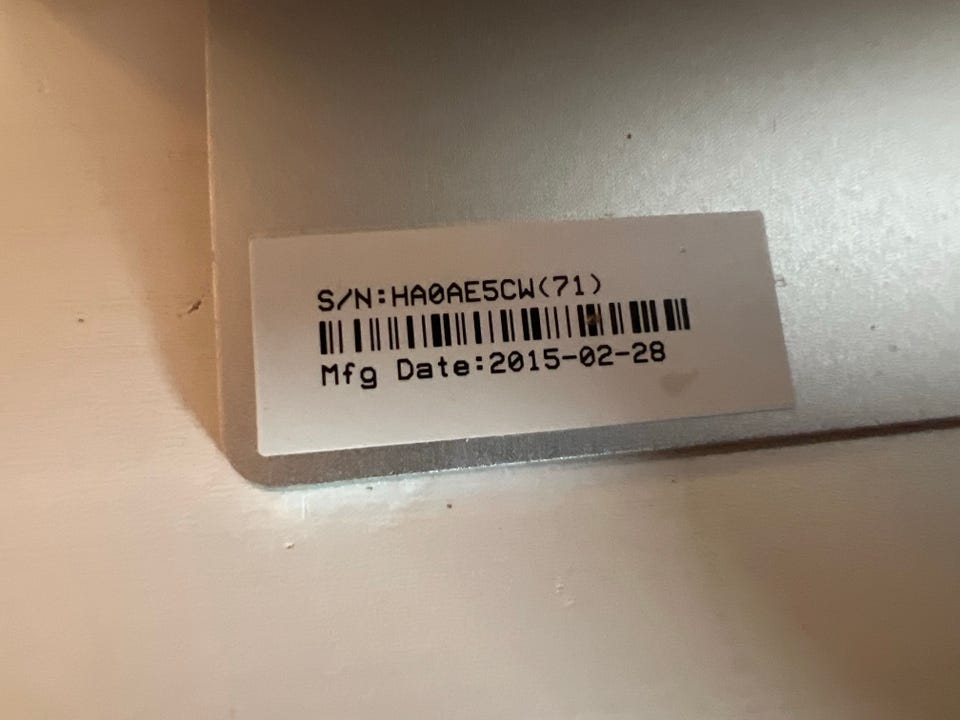 S/N:HA0AE5CW(71)
Mfg Date:2015-02-28